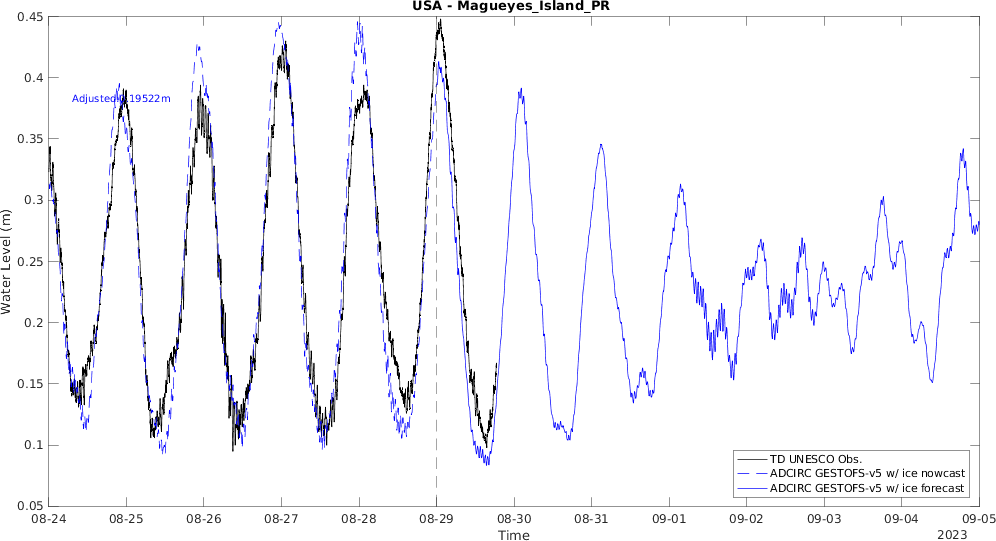 USA - Magueyes_Island_PR
Water Level (m)
0.45
0.4
0.35
0.3
0.25
0.2
0.15
0.1
0.05
Adjusted 0.19522m
TD UNESCO Obs.
ADCIRC GESTOFS-v5 w/ ice nowcast
ADCIRC GESTOFS-v5 w/ ice forecast
08-24 08-25 08-26 08-27 08-28 08-29 08-30 08-31 09-01 09-02 09-03 09-04 09-05
Time
2023